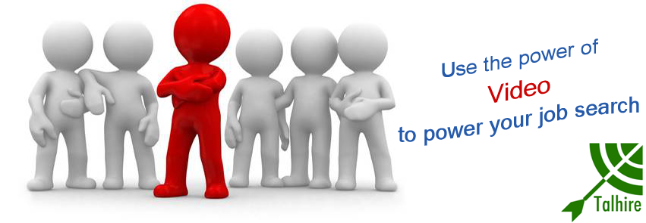 Use the power of
Video
to power your job search
Talhire